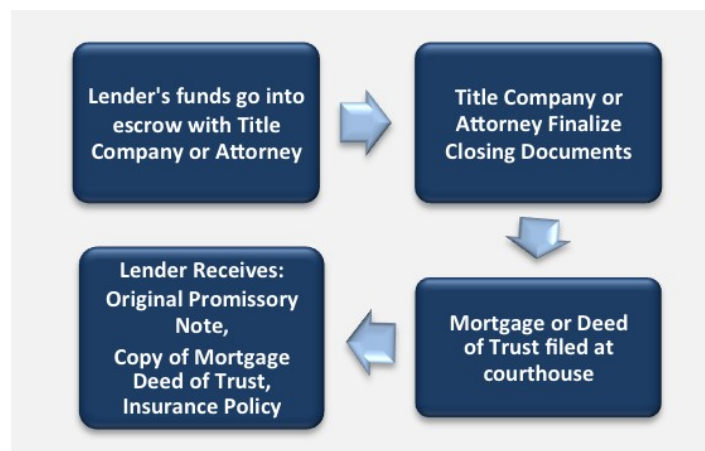 Lender's funds go into
escrow with Title
Company or Attorney
Title Company or
Attorney Finalize
Closing Documents
Mortgage or Deed
of Trust filed at
courthouse
Lender Receives:
Original Promissory
Note,
Copy of Mortgage
Deed of Trust,
Insurance Policy